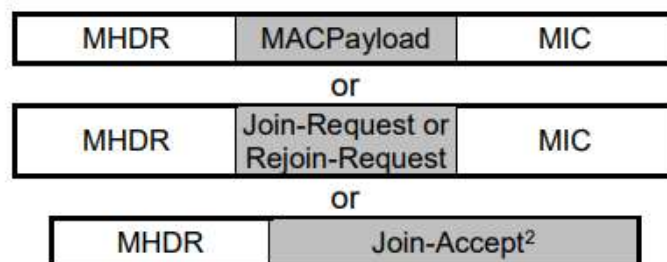 MHDR MACPayload MIC
or
MHDR Join-Request or Rejoin-Request MIC
or
MHDR Join-Accept²